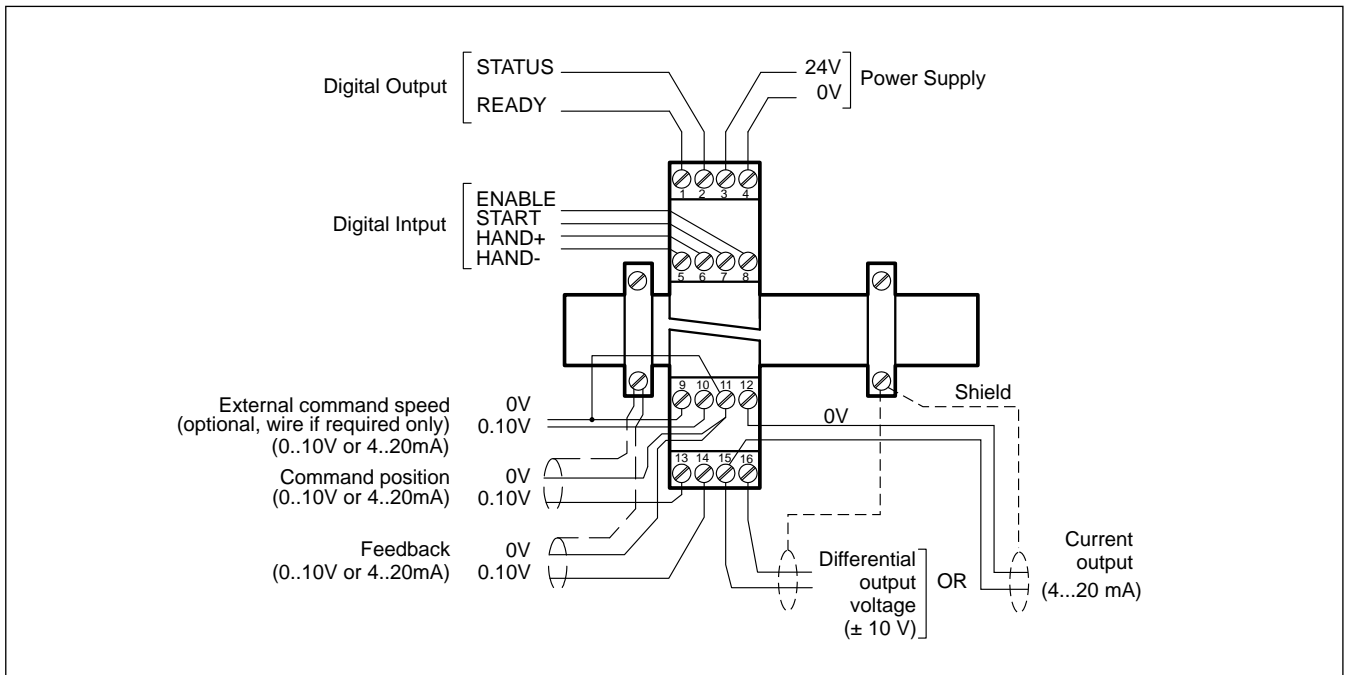 STATUS
Digital Output
READY
24V
0V
Power Supply
1 2 3 4
ENABLE
START
Digital Intput
HAND+
HAND-
5 6 7 8
9 10 11 12
External command speed
(optional, wire if required only)
(0..10V or 4..20mA)
0V
0.10V
0V
Shield
13 14 15 16
Command position
(0..10V or 4..20mA)
0V
0.10V
Feedback
(0..10V or 4..20mA)
0V
0.10V
Differential
output
voltage
(± 10 V)
OR
Current
output
(4...20 mA)